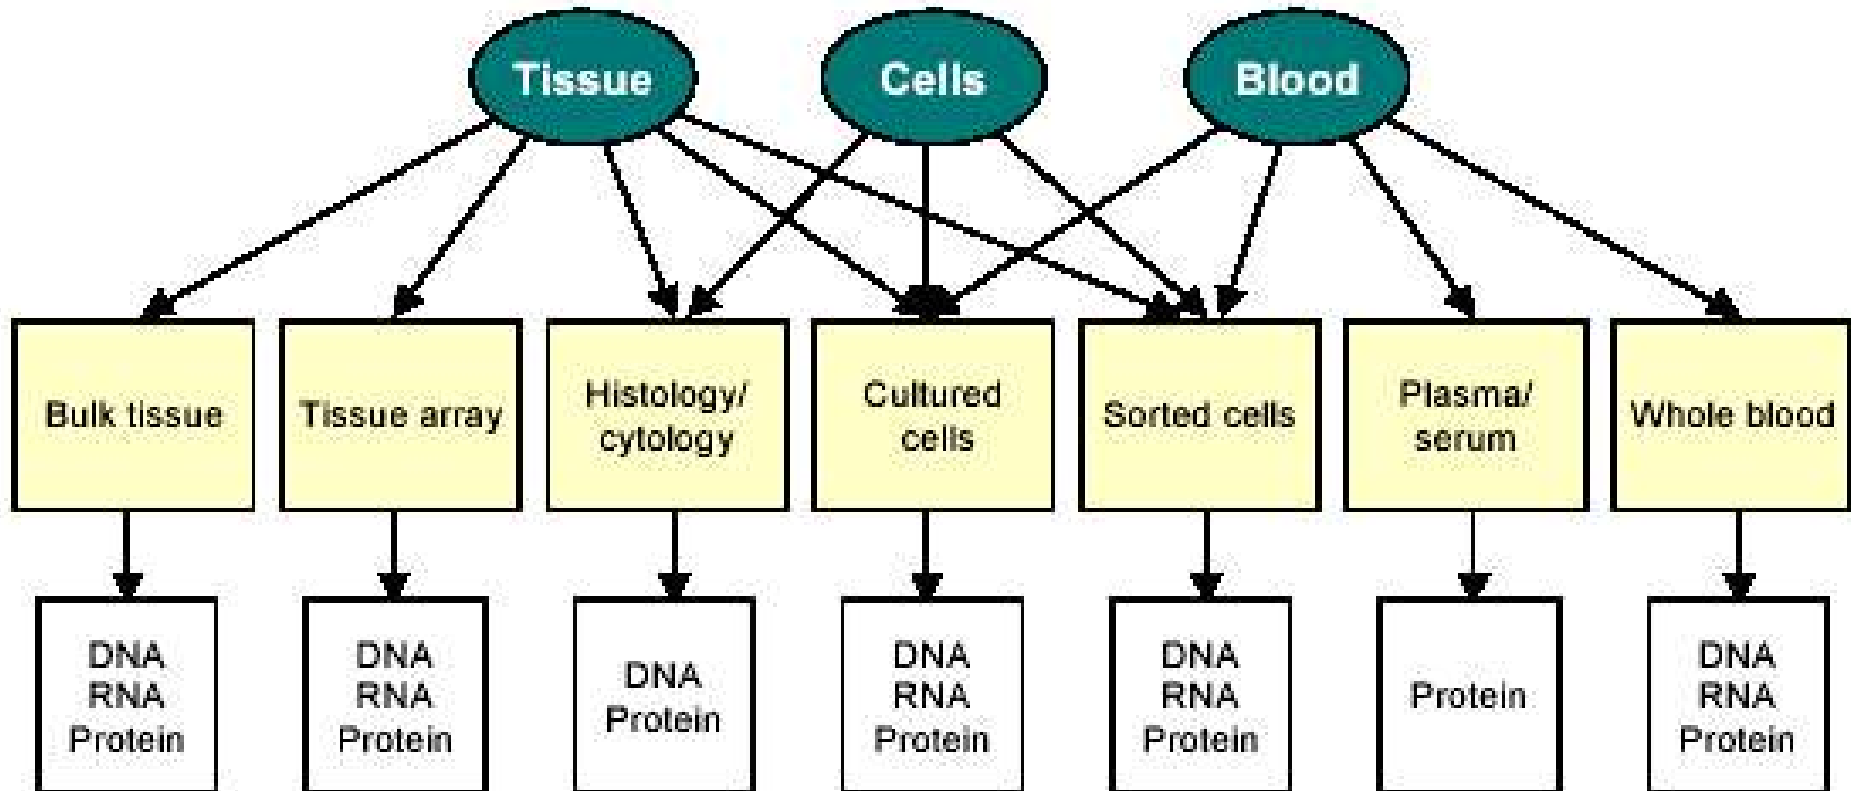 Tissue
Cells
Blood
Bulk tissue
Tissue array
Histology/
cytology
Cultured
cells
Sorted cells
Plasma/
serum
Whole blood
DNA
RNA
Protein
DNA
RNA
Protein
DNA
Protein
DNA
RNA
Protein
DNA
RNA
Protein
Protein
DNA
RNA
Protein